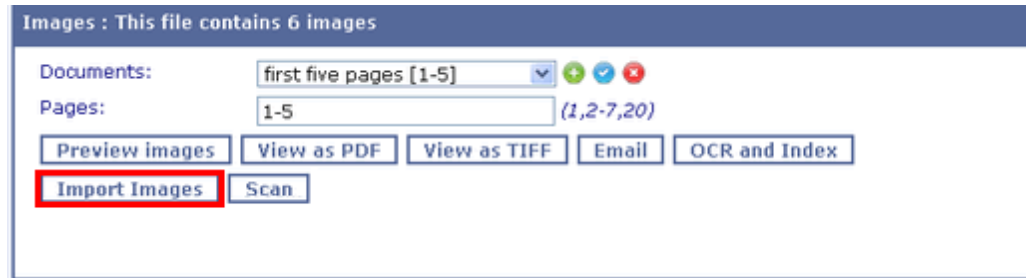 Images : This file contains 6 images
Documents: first five pages [1-5]
Pages: 1-5 (1,2-7,20)
Preview images View as PDF View as TIFF Email OCR and Index
Import Images Scan